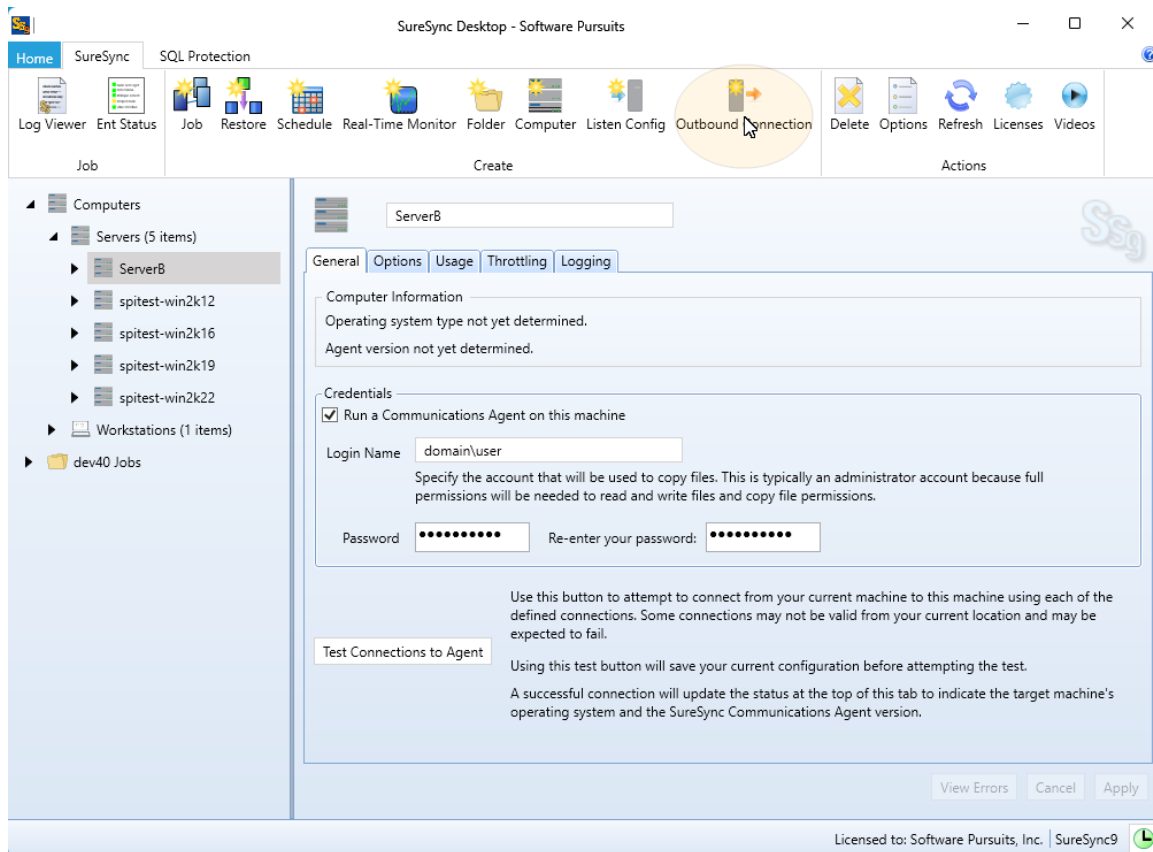 SureSync Desktop - Software Pursuits
Home SureSync SQL Protection
Log Viewer Ent Status Job Restore Schedule Real-Time Monitor Folder Computer Listen Config Outbound Connection Delete Options Refresh Licenses Videos
Job Create Actions
Computers
Servers (5 items)
ServerB
spitest-win2k12
spitest-win2k16
spitest-win2k19
spitest-win2k22
Workstations (1 items)
dev40 Jobs
ServerB
General Options Usage Throttling Logging
Computer Information
Operating system type not yet determined.
Agent version not yet determined.
Credentials
Run a Communications Agent on this machine
Login Name domain\user
Specify the account that will be used to copy files. This is typically an administrator account because full
permissions will be needed to read and write files and copy file permissions.
Password ●●●●●●●●●● Re-enter your password: ●●●●●●●●●●
Use this button to attempt to connect from your current machine to this machine using each of the
defined connections. Some connections may not be valid from your current location and may be
expected to fail.
Test Connections to Agent
Using this test button will save your current configuration before attempting the test.
A successful connection will update the status at the top of this tab to indicate the target machine's
operating system and the SureSync Communications Agent version.
View Errors Cancel Apply
Licensed to: Software Pursuits, Inc. SureSync9